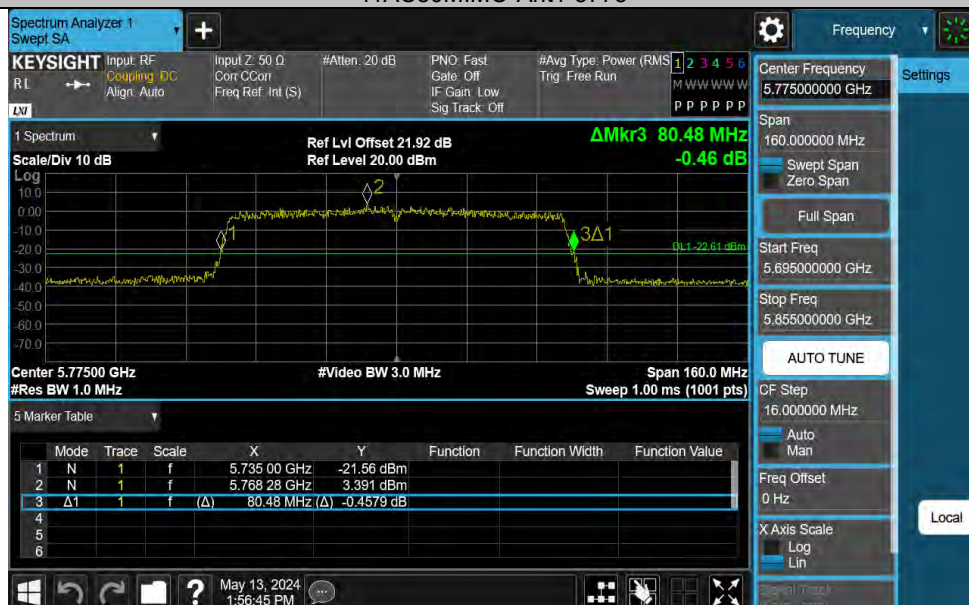 Spectrum Analyzer 1
Swept SA
Frequency
KEYSIGHT
RL
LXI
Input: RF
Coupling: DC
Align: Auto
Input Z: 50 Ω
Corr CCorr
Freq Ref: Int (S)
#Atten: 20 dB
PNO: Fast
Gate: Off
IF Gain: Low
Sig Track: Off
#Avg Type: Power (RMS
Trig: Free Run
1 2 3 4 5 6
M W W W W W
P P P P P P
1 Spectrum
Scale/Div 10 dB
Ref Lvl Offset 21.92 dB
Ref Level 20.00 dBm
ΔMkr3 80.48 MHz
-0.46 dB
Log
10.0
0.00
-10.0
-20.0
-30.0
-40.0
-50.0
-60.0
-70.0
1
2
3Δ1
DL1 -22.61 dBm
Center 5.77500 GHz
#Video BW 3.0 MHz
Span 160.0 MHz
#Res BW 1.0 MHz
Sweep 1.00 ms (1001 pts)
5 Marker Table
Mode Trace Scale X Y Function Function Width Function Value
1 N 1 f 5.735 00 GHz -21.56 dBm
2 N 1 f 5.768 28 GHz 3.391 dBm
3 Δ1 1 f (Δ) 80.48 MHz (Δ) -0.4579 dB
4
5
6
Center Frequency
5.775000000 GHz
Settings
Span
160.000000 MHz
Swept Span
Zero Span
Full Span
Start Freq
5.695000000 GHz
Stop Freq
5.855000000 GHz
AUTO TUNE
CF Step
16.000000 MHz
Auto
Man
Freq Offset
0 Hz
X Axis Scale
Log
Lin
Signal Track
Local
?
May 13, 2024
1:56:45 PM